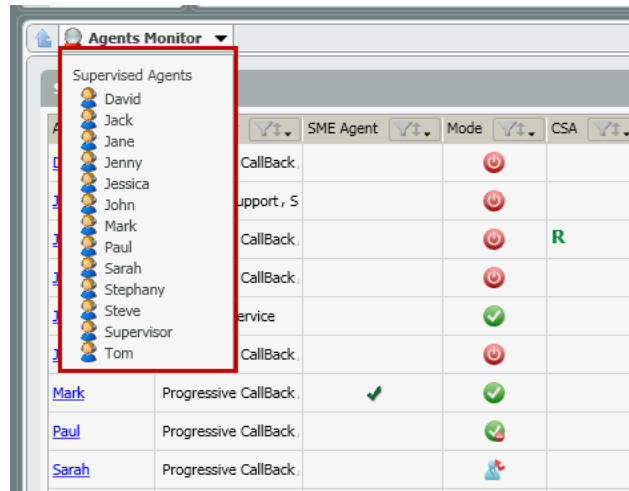 Agents Monitor
Supervised Agents
David
Jack
Jane
Jenny
Jessica
John
Mark
Paul
Sarah
Stephany
Steve
Supervisor
Tom
SME Agent Mode CSA
CallBack
upport, S
CallBack
CallBack
ervice
CallBack
R
Mark Progressive CallBack
Paul Progressive CallBack
Sarah Progressive CallBack